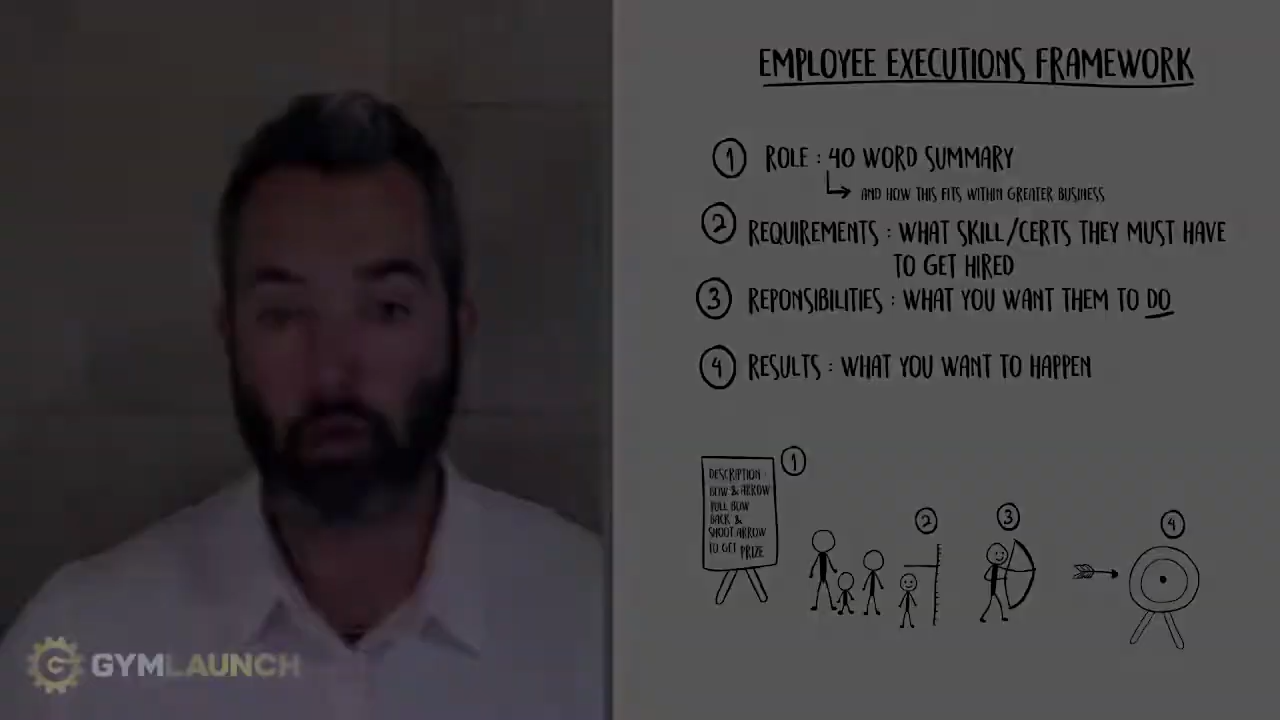 EMPLOYEE EXECUTIONS FRAMEWORK
1 ROLE : 40 WORD SUMMARY
AND HOW THIS FITS WITHIN GREATER BUSINESS
2 REQUIREMENTS : WHAT SKILL/CERTS THEY MUST HAVE
TO GET HIRED
3 REPONSIBILITIES : WHAT YOU WANT THEM TO DO
4 RESULTS : WHAT YOU WANT TO HAPPEN
1
DESCRIPTION :
BOW & ARROW
PULL BOW
BACK &
SHOOT ARROW
TO GET PRIZE
2
3
4
GYMLAUNCH